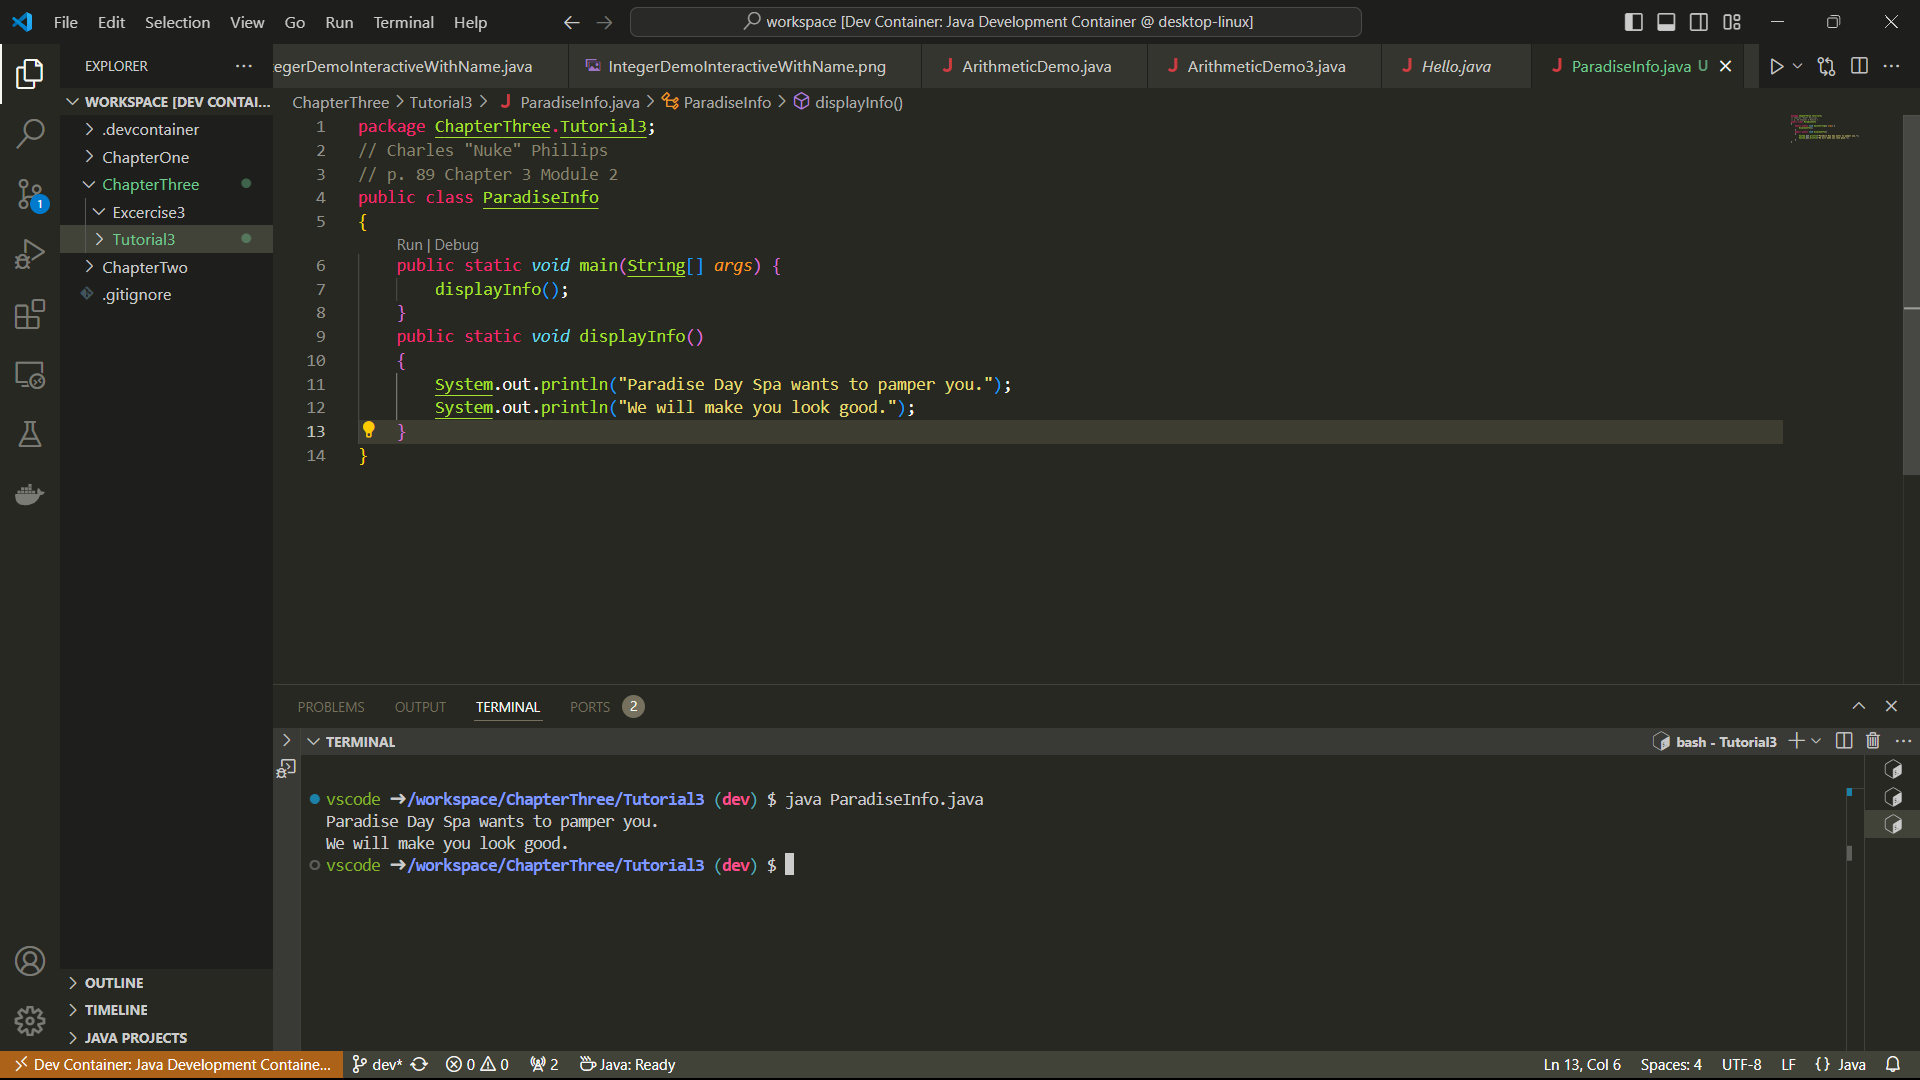 File Edit Selection View Go Run Terminal Help
workspace [Dev Container: Java Development Container @ desktop-linux]
EXPLORER
egerDemoInteractiveWithName.java IntegerDemoInteractiveWithName.png ArithmeticDemo.java ArithmeticDemo3.java Hello.java ParadiseInfo.java U
WORKSPACE [DEV CONTAI...
.devcontainer
ChapterOne
ChapterThree
Excercise3
Tutorial3
ChapterTwo
.gitignore
1
ChapterThree > Tutorial3 > ParadiseInfo.java > ParadiseInfo > displayInfo()
1 package ChapterThree.Tutorial3;
2 // Charles "Nuke" Phillips
3 // p. 89 Chapter 3 Module 2
4 public class ParadiseInfo
5 {
Run | Debug
6 public static void main(String[] args) {
7 displayInfo();
8 }
9 public static void displayInfo()
10 {
11 System.out.println("Paradise Day Spa wants to pamper you.");
12 System.out.println("We will make you look good.");
13 }
14 }
PROBLEMS OUTPUT TERMINAL PORTS 2
TERMINAL
bash - Tutorial3
vscode ➜/workspace/ChapterThree/Tutorial3 (dev) $ java ParadiseInfo.java
Paradise Day Spa wants to pamper you.
We will make you look good.
vscode ➜/workspace/ChapterThree/Tutorial3 (dev) $
OUTLINE
TIMELINE
JAVA PROJECTS
Dev Container: Java Development Containe... dev* 0 0 2 Java: Ready Ln 13, Col 6 Spaces: 4 UTF-8 LF {} Java